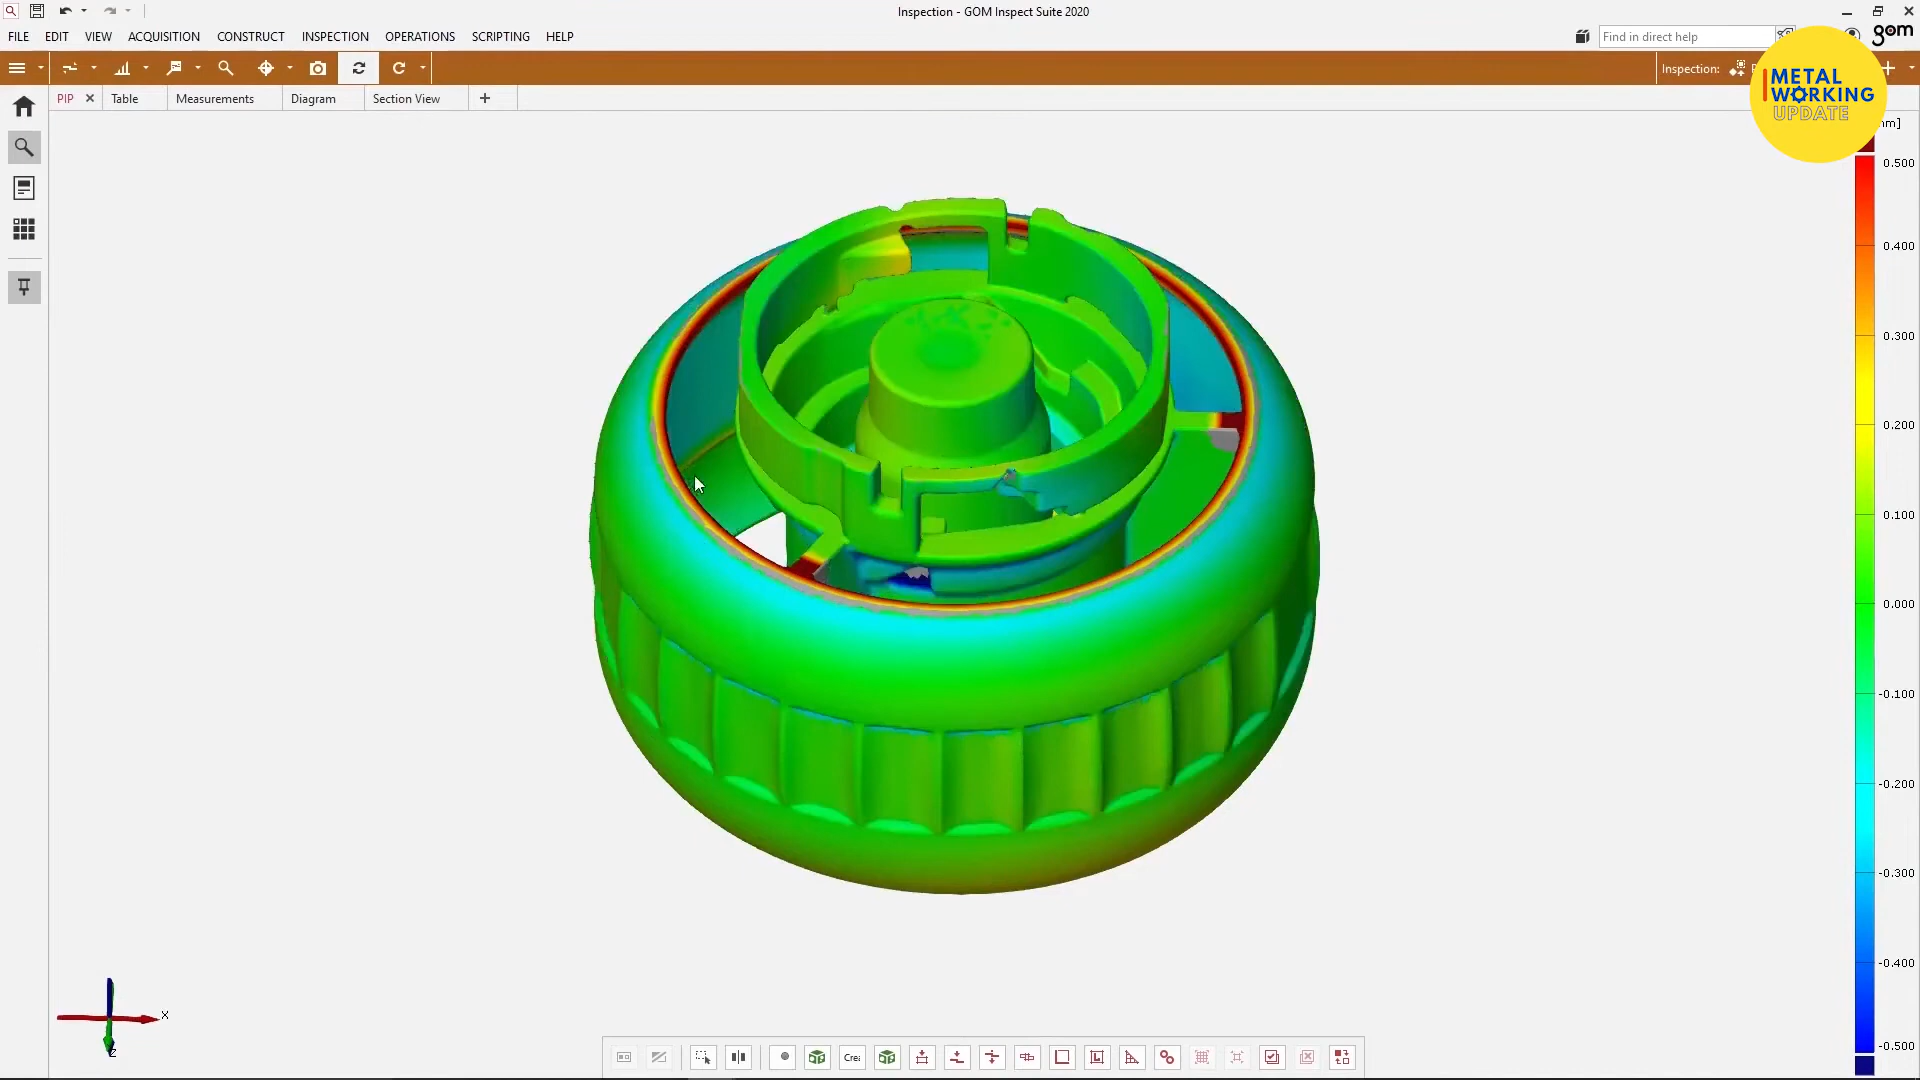 Inspection - GOM Inspect Suite 2020
FILE EDIT VIEW ACQUISITION CONSTRUCT INSPECTION OPERATIONS SCRIPTING HELP
Find in direct help
gom
Inspection:
METAL
WORKING
UPDATE
PIP Table Measurements Diagram Section View
0.500
0.400
0.300
0.200
0.100
0.000
-0.100
-0.200
-0.300
-0.400
-0.500
X
Z
Crea